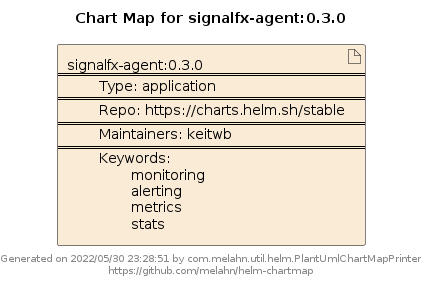 Chart Map for signalfx-agent:0.3.0
signalfx-agent:0.3.0
Type: application
Repo: https://charts.helm.sh/stable
Maintainers: keitwb
Keywords:
monitoring
alerting
metrics
stats
Generated on 2022/05/30 23:28:51 by com.melahn.util.helm.PlantUmlChartMapPrinter
https://github.com/melahn/helm-chartmap